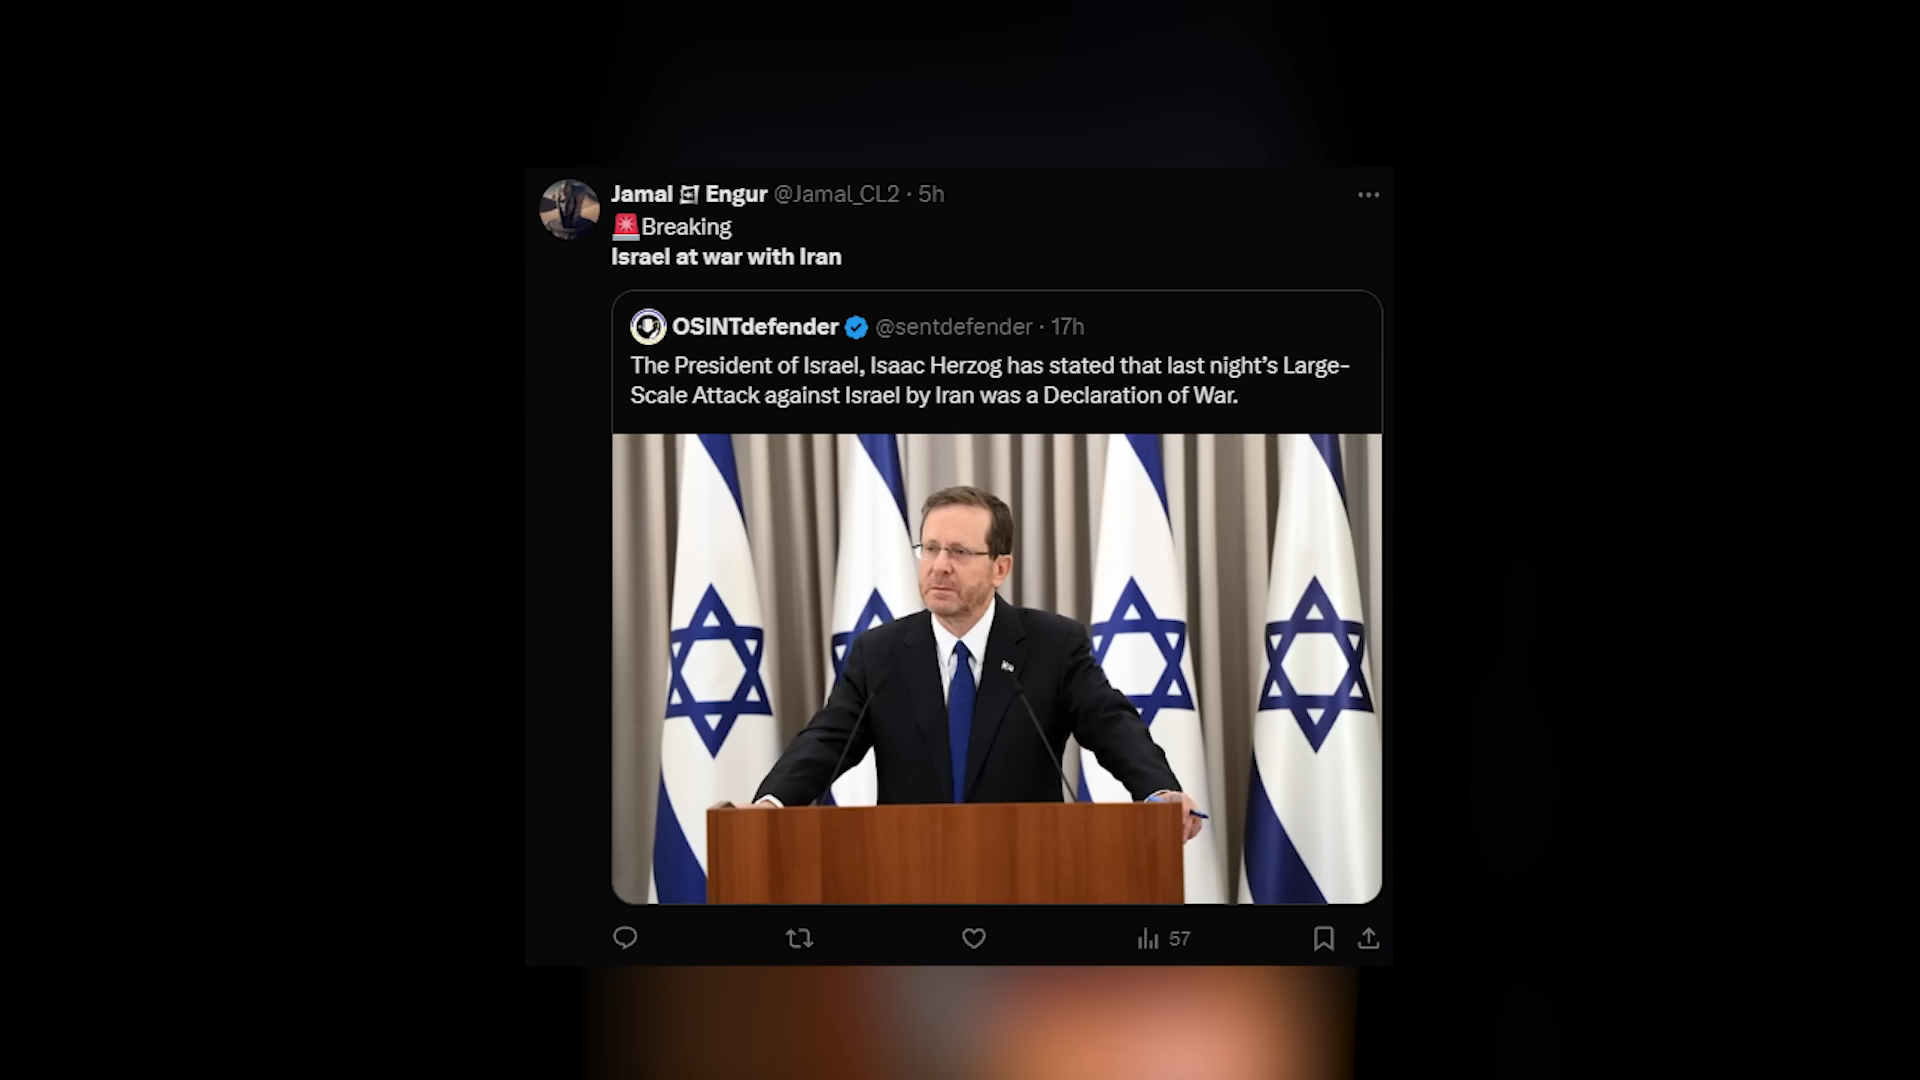 Jamal Engur @Jamal_CL2 · 5h
Breaking
Israel at war with Iran
OSINTdefender @sentdefender · 17h
The President of Israel, Isaac Herzog has stated that last night’s Large-
Scale Attack against Israel by Iran was a Declaration of War.
57